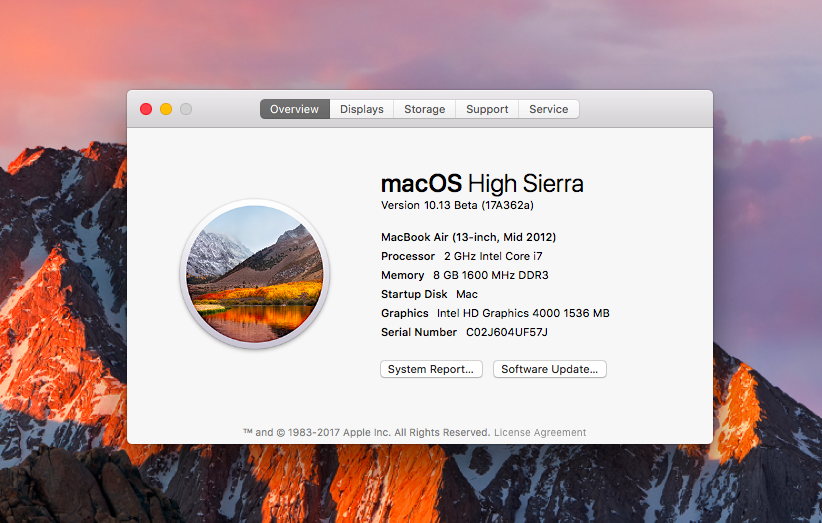 Overview Displays Storage Support Service
macOS High Sierra
Version 10.13 Beta (17A362a)
MacBook Air (13-inch, Mid 2012)
Processor 2 GHz Intel Core i7
Memory 8 GB 1600 MHz DDR3
Startup Disk Mac
Graphics Intel HD Graphics 4000 1536 MB
Serial Number C02J604UF57J
System Report... Software Update...
™ and © 1983-2017 Apple Inc. All Rights Reserved. License Agreement